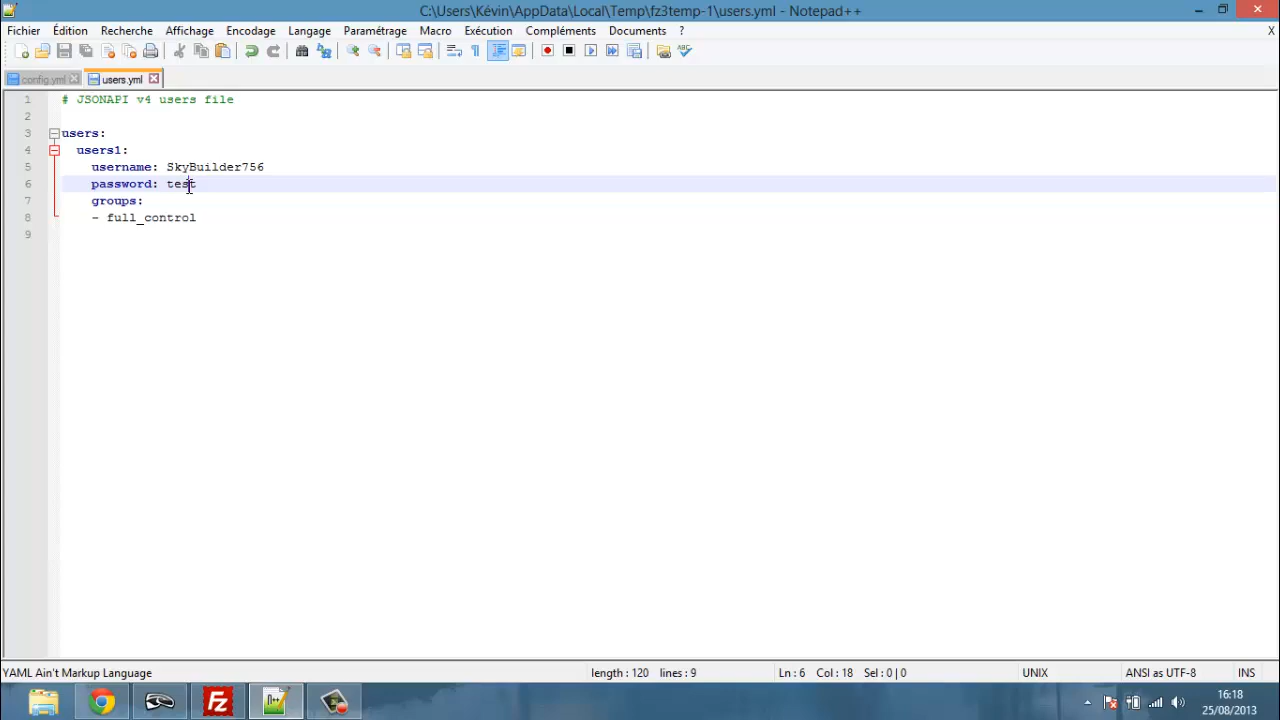 C:\Users\Kévin\AppData\Local\Temp\fz3temp-1\users.yml - Notepad++
Fichier Édition Recherche Affichage Encodage Langage Paramétrage Macro Exécution Compléments Documents ? X
config.yml users.yml
1 # JSONAPI v4 users file
2
3 users:
4 users1:
5 username: SkyBuilder756
6 password: test
7 groups:
8 - full_control
9
YAML Ain't Markup Language length : 120 lines : 9 Ln : 6 Col : 18 Sel : 0 | 0 UNIX ANSI as UTF-8 INS
16:18
25/08/2013